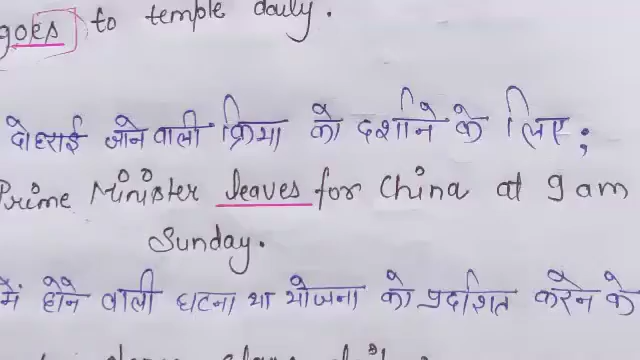 goes to temple daily.
दोहराई जाने वाली क्रिया को दर्शाने के लिए;
Prime Minister leaves for China at 9 am
Sunday.
में होने वाली घटना या योजना को प्रदर्शित करने के